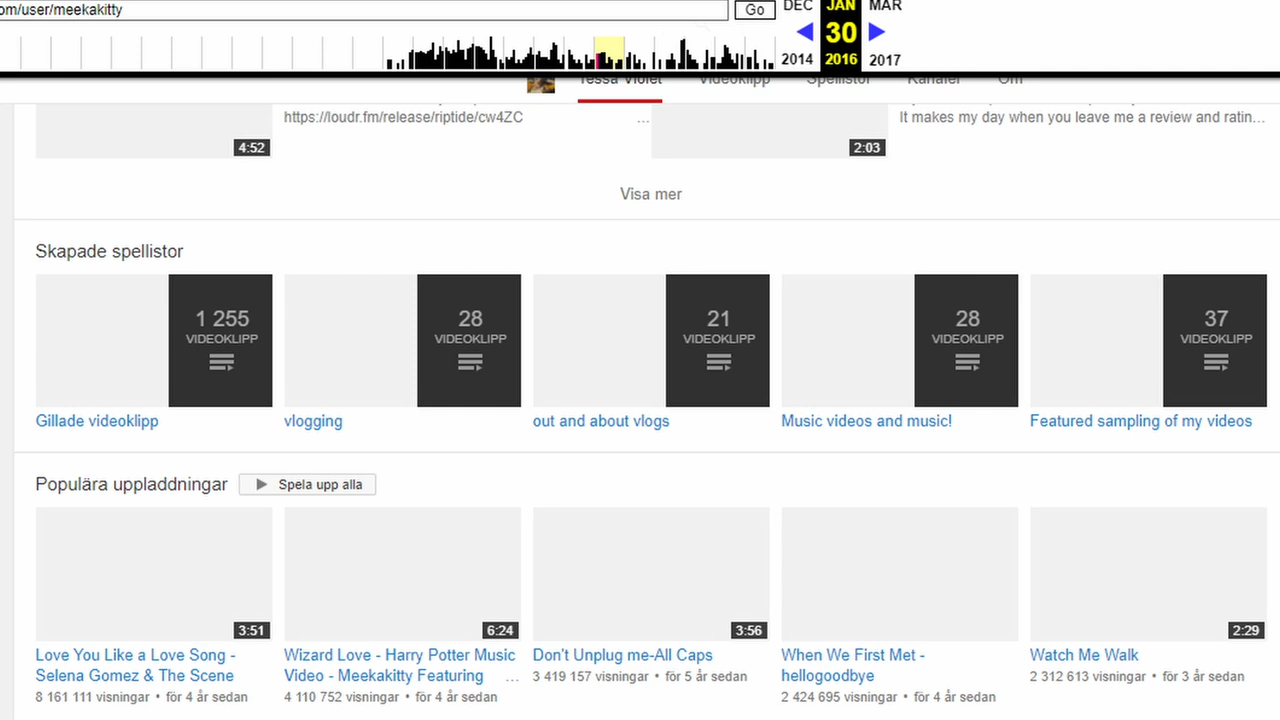 om/user/meekakitty
Go
DEC JAN MAR
30
2014 2016 2017
Tessa Violet Videoklipp Spellistor Kanaler Om
https://loudr.fm/release/riptide/cw4ZC ...
It makes my day when you leave me a review and ratin...
4:52
2:03
Visa mer
Skapade spellistor
1 255 VIDEOKLIPP
28 VIDEOKLIPP
21 VIDEOKLIPP
28 VIDEOKLIPP
37 VIDEOKLIPP
Gillade videoklipp
vlogging
out and about vlogs
Music videos and music!
Featured sampling of my videos
Populära uppladdningar
Spela upp alla
3:51
Love You Like a Love Song -
Selena Gomez & The Scene
8 161 111 visningar • för 4 år sedan
6:24
Wizard Love - Harry Potter Music
Video - Meekakitty Featuring ...
4 110 752 visningar • för 4 år sedan
3:56
Don't Unplug me-All Caps
3 419 157 visningar • för 5 år sedan
When We First Met -
hellogoodbye
2 424 695 visningar • för 4 år sedan
2:29
Watch Me Walk
2 312 613 visningar • för 3 år sedan